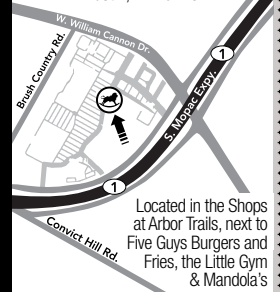 W. William Cannon Dr.
Brush Country Rd.
1
S. Mopac Expy.
1
Convict Hill Rd.
Located in the Shops
at Arbor Trails, next to
Five Guys Burgers and
Fries, the Little Gym
& Mandola's